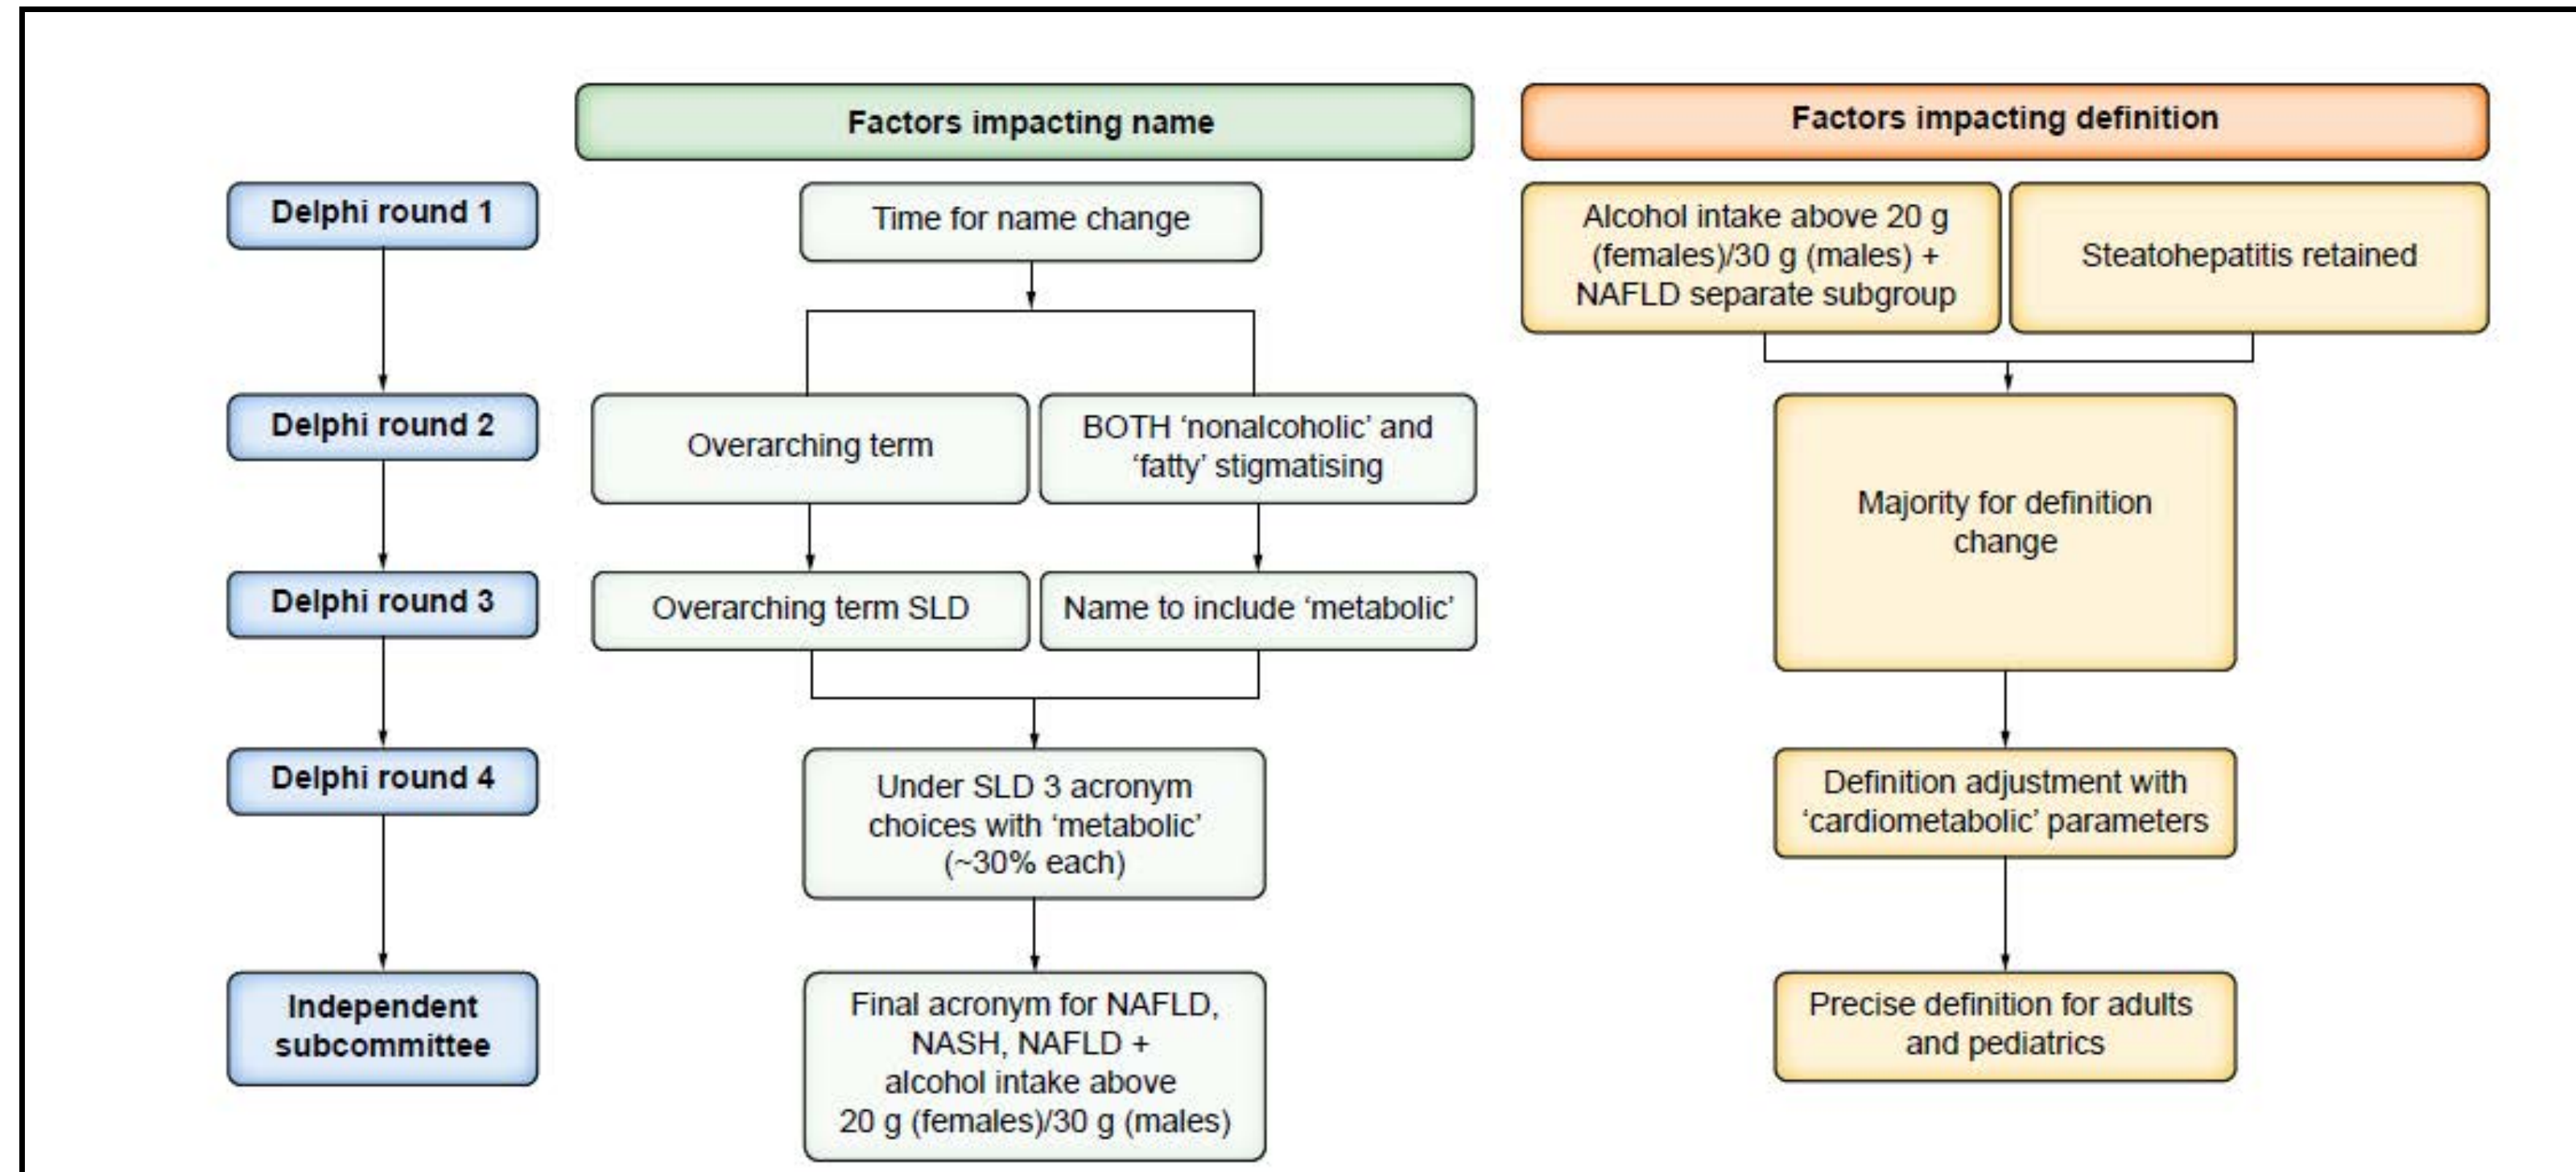 Factors impacting name
Factors impacting definition
Delphi round 1
Time for name change
Alcohol intake above 20 g
(females)/30 g (males) +
NAFLD separate subgroup
Steatohepatitis retained
Delphi round 2
Overarching term
BOTH ‘nonalcoholic’ and
‘fatty’ stigmatising
Majority for definition
change
Delphi round 3
Overarching term SLD
Name to include ‘metabolic’
Delphi round 4
Under SLD 3 acronym
choices with ‘metabolic’
(~30% each)
Definition adjustment with
‘cardiometabolic’ parameters
Independent
subcommittee
Final acronym for NAFLD,
NASH, NAFLD +
alcohol intake above
20 g (females)/30 g (males)
Precise definition for adults
and pediatrics